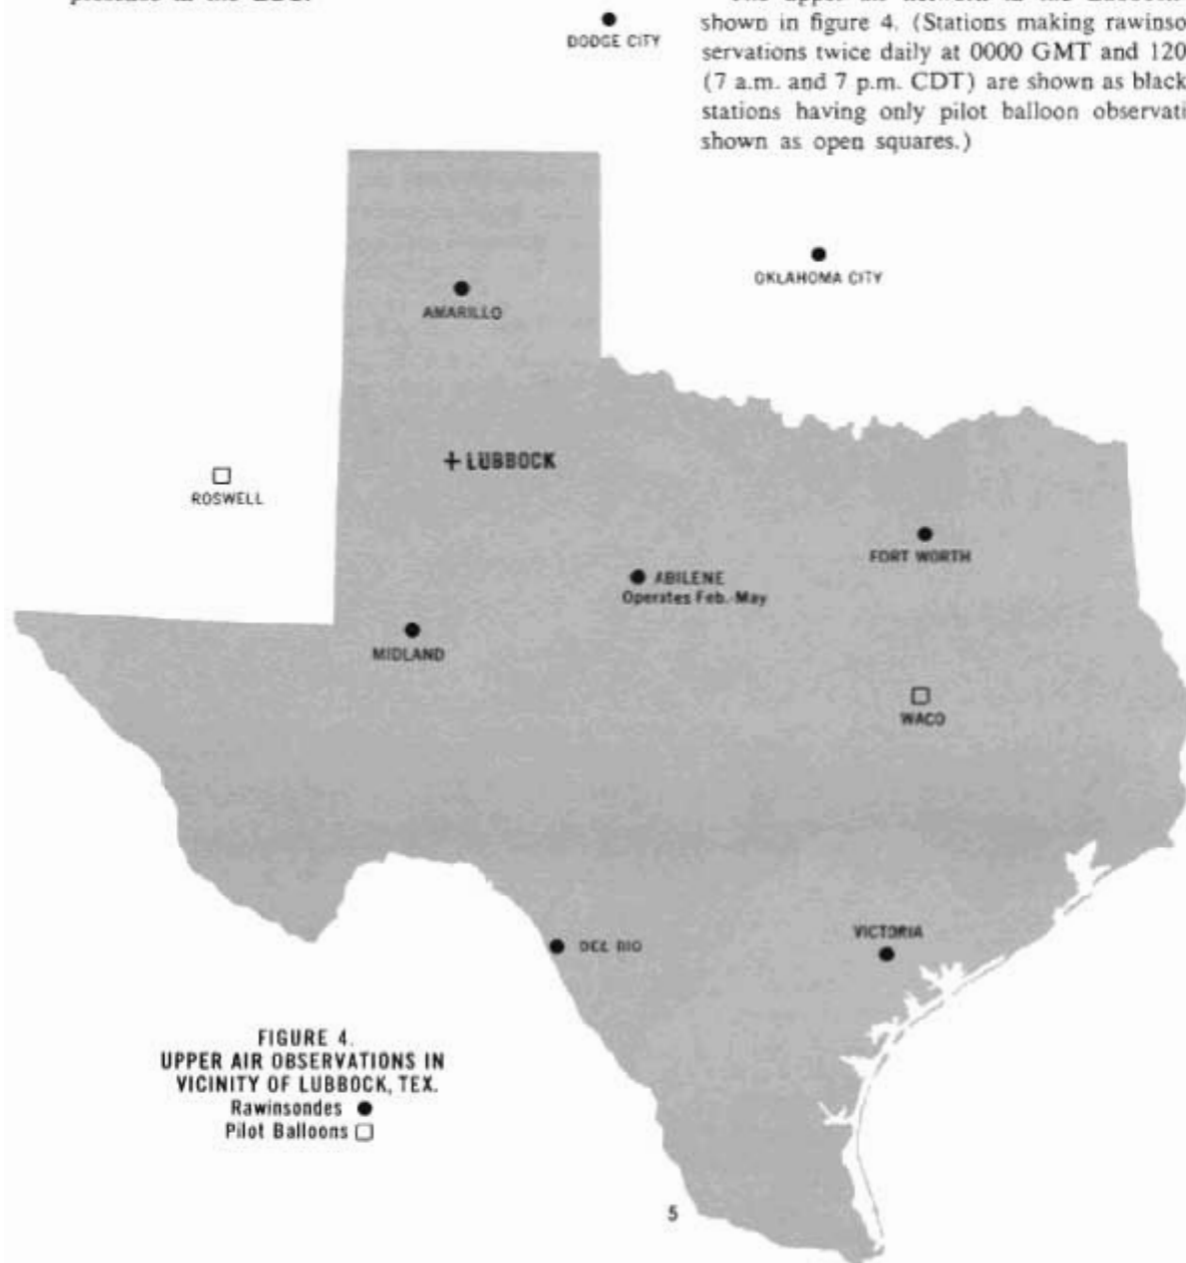 shown in figure 4. (Stations making rawinso
servations twice daily at 0000 GMT and 120
(7 a.m. and 7 p.m. CDT) are shown as black
stations having only pilot balloon observati
shown as open squares.)
DODGE CITY
OKLAHOMA CITY
AMARILLO
+ LUBBOCK
ROSWELL
FORT WORTH
ABILENE
Operates Feb.-May
MIDLAND
WACO
VICTORIA
DEL RIO
FIGURE 4.
UPPER AIR OBSERVATIONS IN
VICINITY OF LUBBOCK, TEX.
Rawinsondes ●
Pilot Balloons □
5